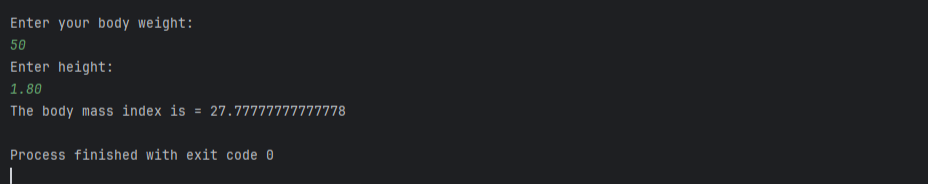 Enter your body weight:
50
Enter height:
1.80
The body mass index is = 27.77777777777778
Process finished with exit code 0